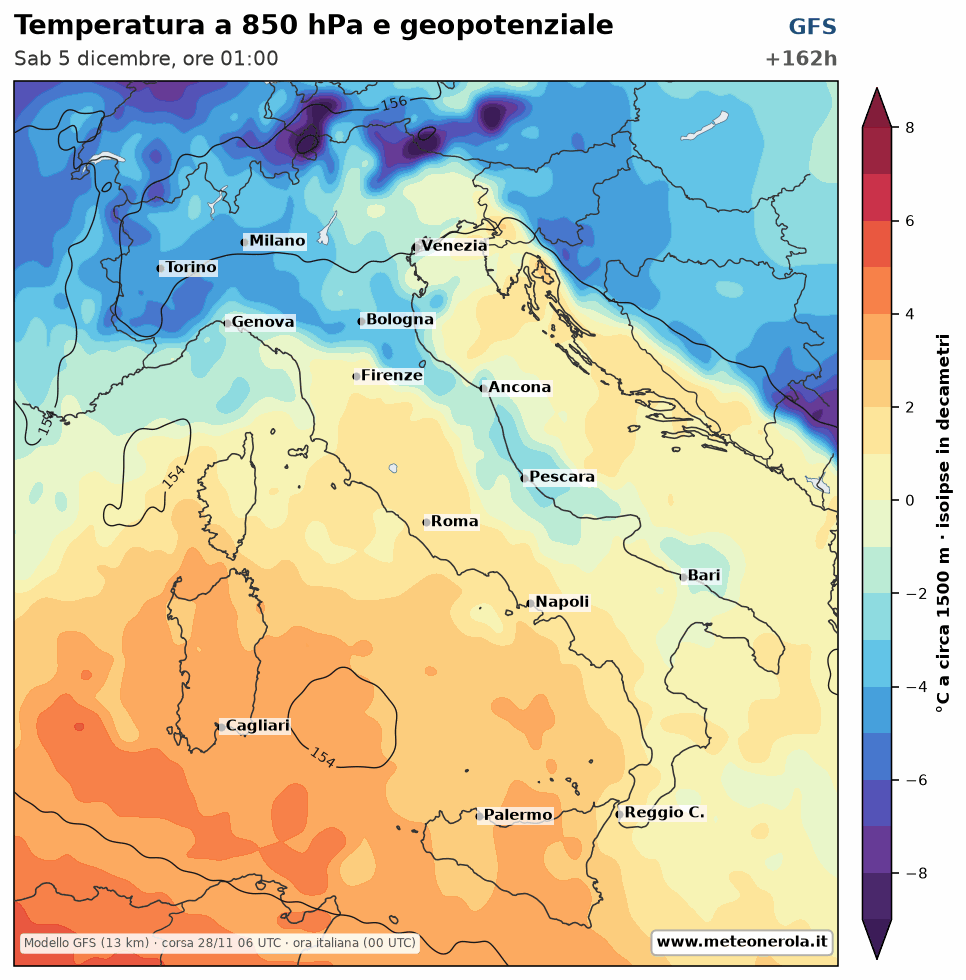 Temperatura a 850 hPa e geopotenziale
GFS
Sab 5 dicembre, ore 01:00
+162h
156
Milano
Venezia
Torino
Genova
Bologna
Firenze
Ancona
154
Pescara
Roma
Bari
Napoli
Cagliari
154
Palermo
Reggio C.
8
6
4
2
0
−2
−4
−6
−8
°C a circa 1500 m · isoipse in decametri
Modello GFS (13 km) · corsa 28/11 06 UTC · ora italiana (00 UTC)
www.meteonerola.it